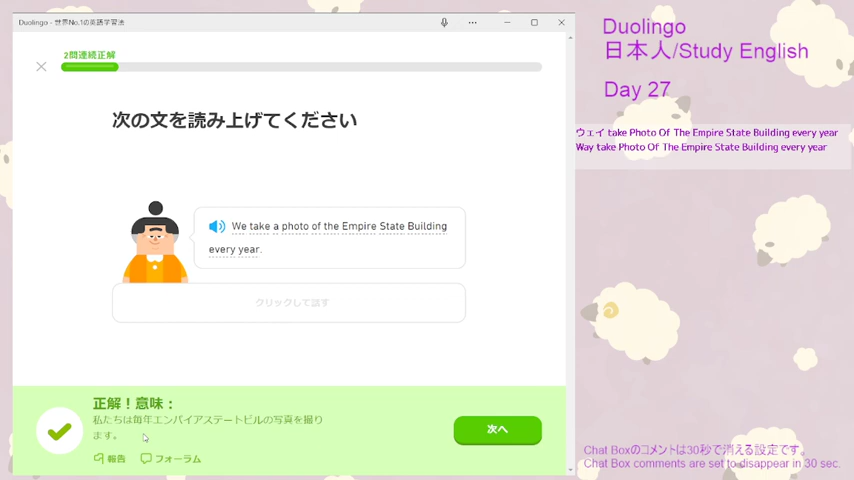 Duolingo - 世界No.1の英語学習法
2問連続正解
次の文を読み上げてください
We take a photo of the Empire State Building
every year.
クリックして話す
正解！意味：
私たちは毎年エンパイアステートビルの写真を撮り
ます。
報告 フォーラム
次へ
Duolingo
日本人/Study English
Day 27
ウェイ take Photo Of The Empire State Building every year
Way take Photo Of The Empire State Building every year
Chat Boxのコメントは30秒で消える設定です。
Chat Box comments are set to disappear in 30 sec.